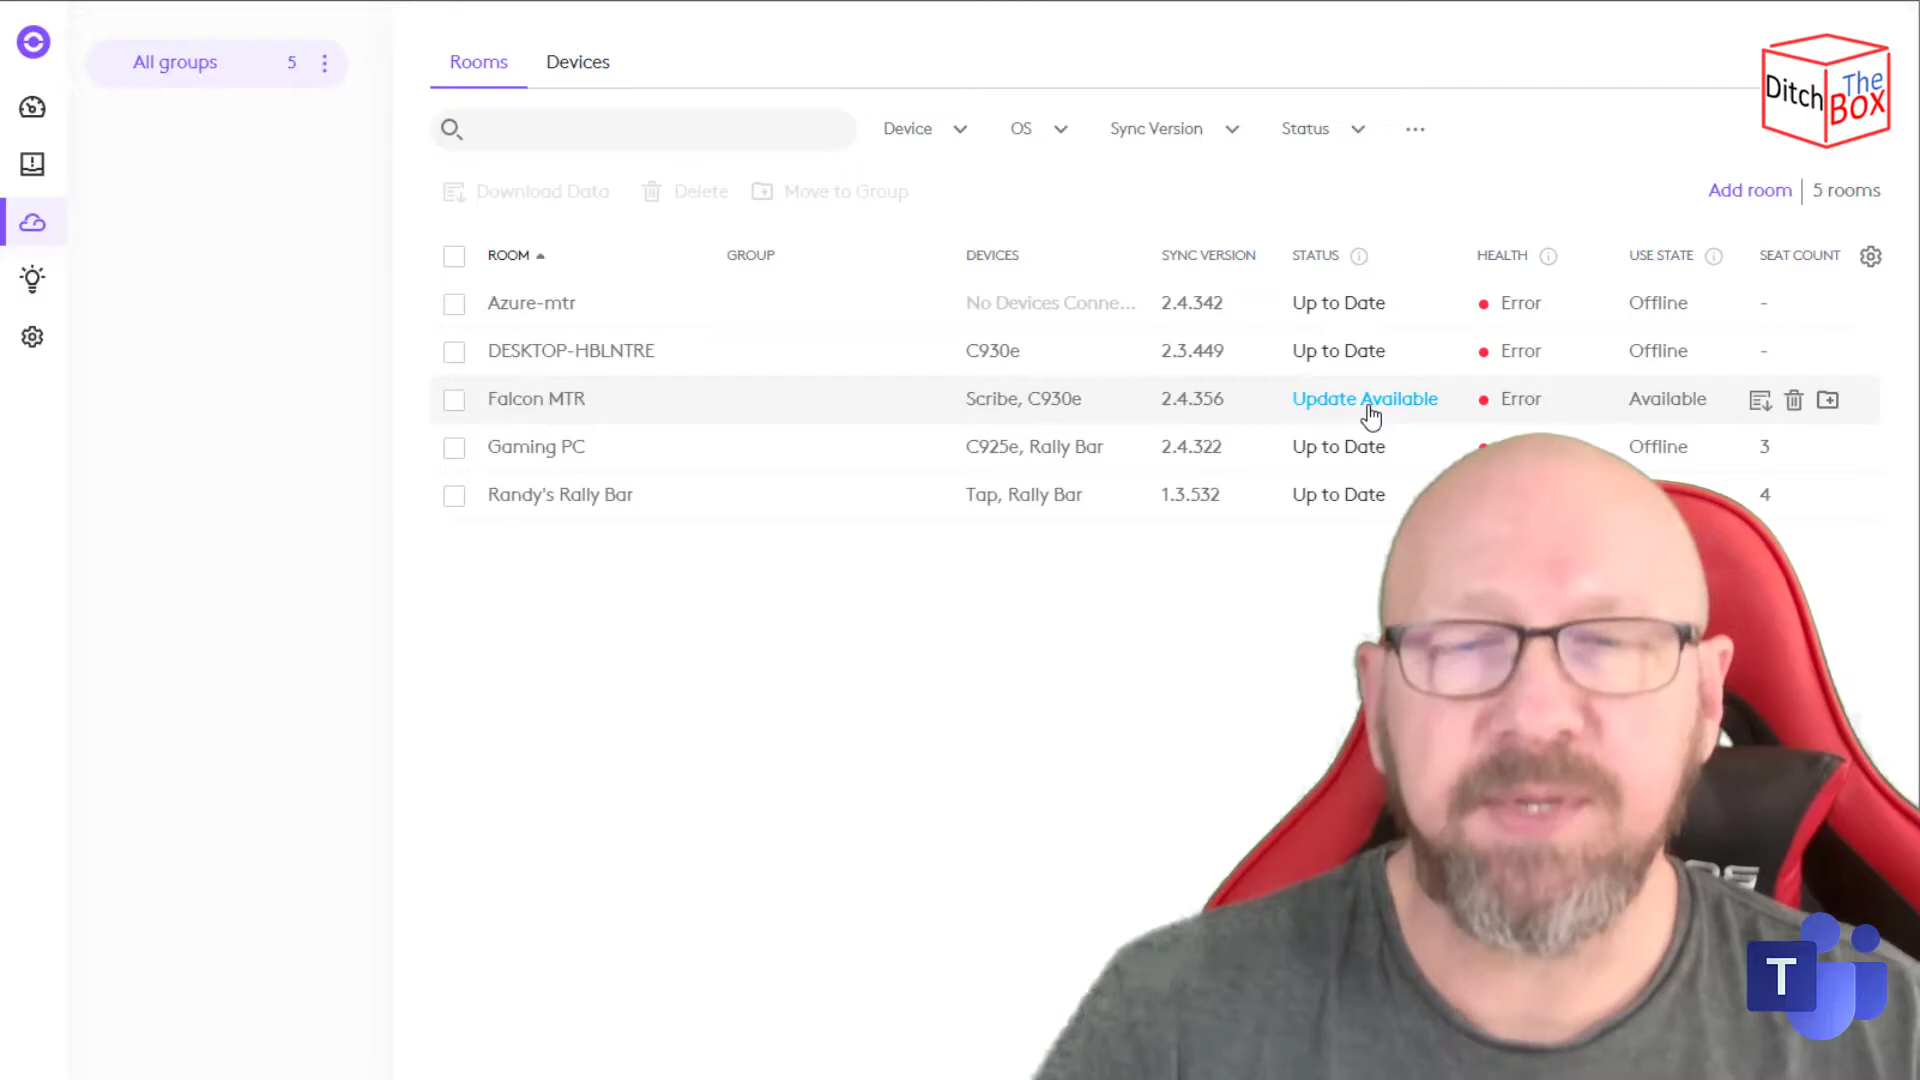 All groups 5
Rooms Devices
Ditch The BOX
Device OS Sync Version Status
Download Data Delete Move to Group
Add room 5 rooms
ROOM GROUP DEVICES SYNC VERSION STATUS HEALTH USE STATE SEAT COUNT
Azure-mtr No Devices Conne... 2.4.342 Up to Date Error Offline -
DESKTOP-HBLNTRE C930e 2.3.449 Up to Date Error Offline -
Falcon MTR Scribe, C930e 2.4.356 Update Available Error Available
Gaming PC C925e, Rally Bar 2.4.322 Up to Date Offline 3
Randy's Rally Bar Tap, Rally Bar 1.3.532 Up to Date 4
T